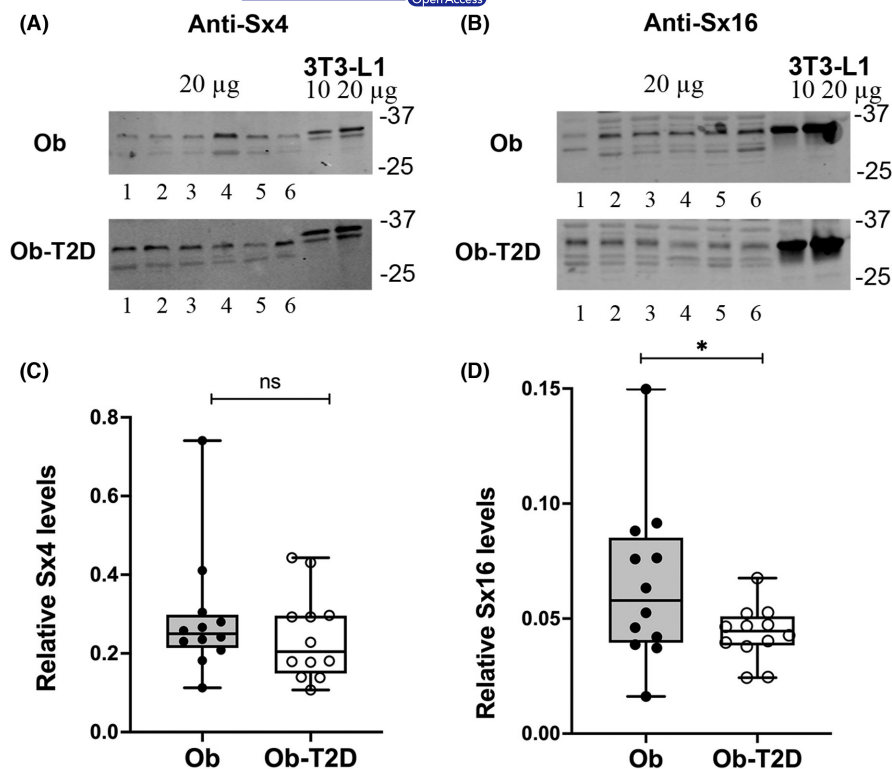 Open Access
(A)
Anti-Sx4
3T3-L1
20 µg
10 20 µg
-37
Ob
-25
1 2 3 4 5 6
-37
Ob-T2D
-25
1 2 3 4 5 6
(B)
Anti-Sx16
3T3-L1
20 µg
10 20 µg
-37
Ob
-25
1 2 3 4 5 6
-37
Ob-T2D
-25
1 2 3 4 5 6
(C)
ns
Relative Sx4 levels
0.8
0.6
0.4
0.2
0.0
Ob Ob-T2D
(D)
*
Relative Sx16 levels
0.15
0.10
0.05
0.00
Ob Ob-T2D